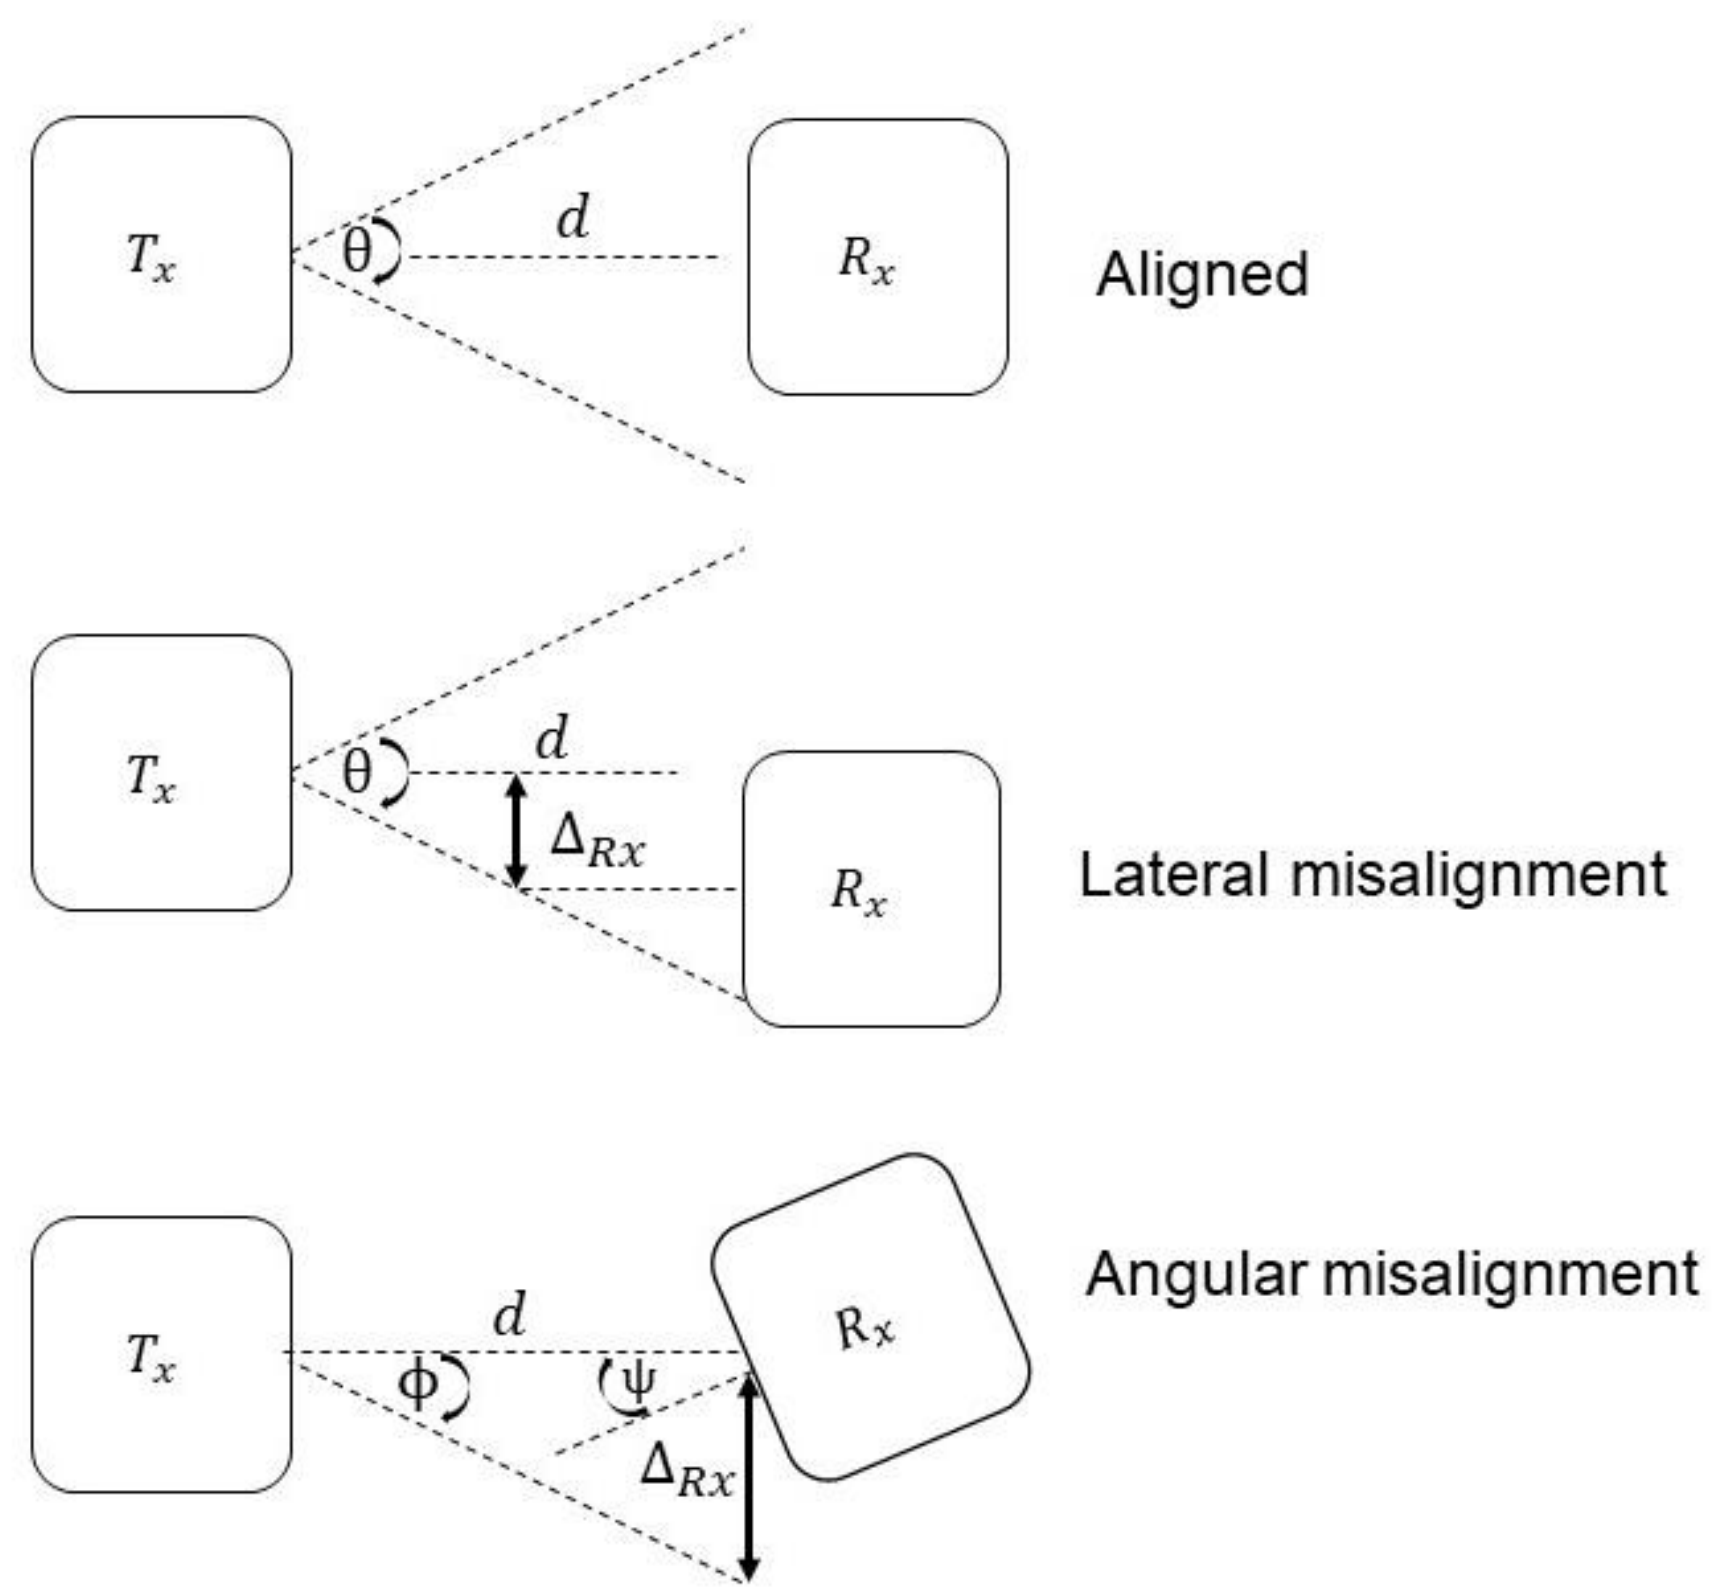 Tx
θ
d
Rx
Aligned
Tx
θ
d
ΔRx
Rx
Lateral misalignment
Tx
d
ϕ
ψ
ΔRx
Rx
Angular misalignment